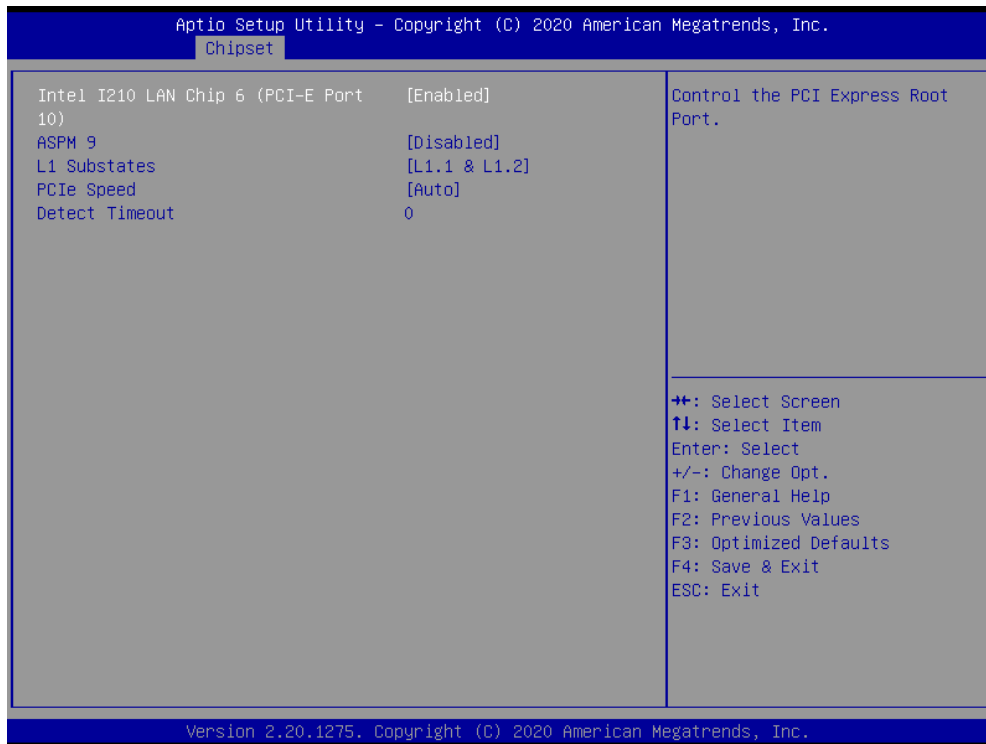 Aptio Setup Utility – Copyright (C) 2020 American Megatrends, Inc.
Chipset
Intel I210 LAN Chip 6 (PCI-E Port [Enabled]
10)
ASPM 9 [Disabled]
L1 Substates [L1.1 & L1.2]
PCIe Speed [Auto]
Detect Timeout 0
Control the PCI Express Root
Port.
→←: Select Screen
↑↓: Select Item
Enter: Select
+/-: Change Opt.
F1: General Help
F2: Previous Values
F3: Optimized Defaults
F4: Save & Exit
ESC: Exit
Version 2.20.1275. Copyright (C) 2020 American Megatrends, Inc.